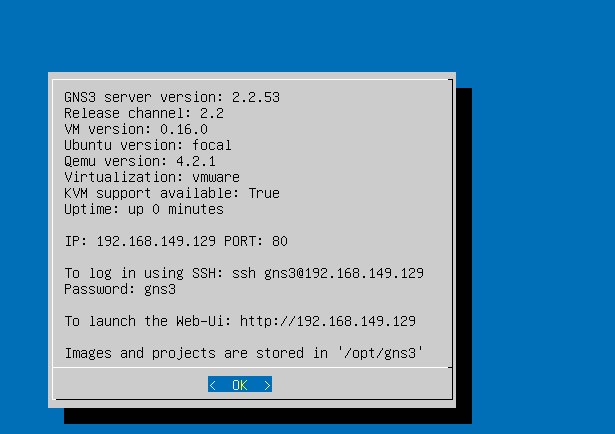 GNS3 server version: 2.2.53
Release channel: 2.2
VM version: 0.16.0
Ubuntu version: focal
Qemu version: 4.2.1
Virtualization: vmware
KVM support available: True
Uptime: up 0 minutes
IP: 192.168.149.129 PORT: 80
To log in using SSH: ssh gns3@192.168.149.129
Password: gns3
To launch the Web-Ui: http://192.168.149.129
Images and projects are stored in '/opt/gns3'
< OK >